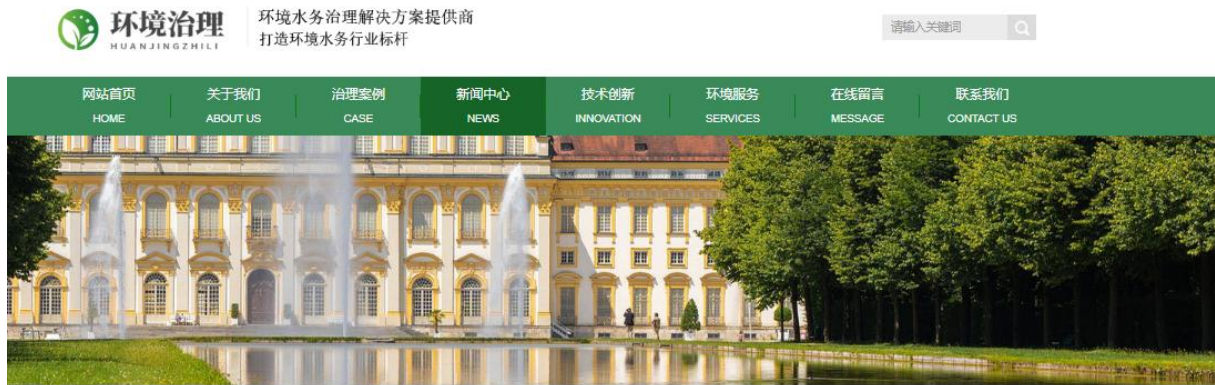 环境治理
HUANJINGZHILI
环境水务治理解决方案提供商
打造环境水务行业标杆
请输入关键词
网站首页 关于我们 治理案例 新闻中心 技术创新 环境服务 在线留言 联系我们
HOME ABOUT US CASE NEWS INNOVATION SERVICES MESSAGE CONTACT US